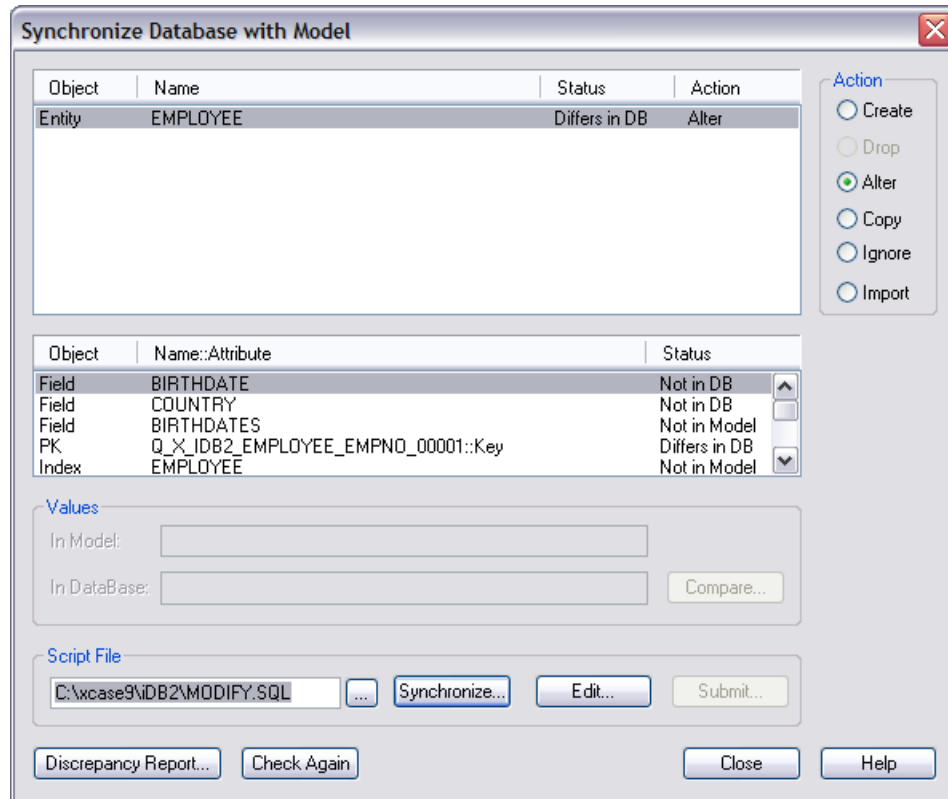 Synchronize Database with Model
Object Name Status Action
Entity EMPLOYEE Differs in DB Alter
Action
Create
Drop
Alter
Copy
Ignore
Import
Object Name::Attribute Status
Field BIRTHDATE Not in DB
Field COUNTRY Not in DB
Field BIRTHDATES Not in Model
PK Q_X_IDB2_EMPLOYEE_EMPNO_00001::Key Differs in DB
Index EMPLOYEE Not in Model
Values
In Model:
In DataBase: Compare...
Script File
C:\xcase9\iDB2\MODIFY.SQL ... Synchronize... Edit... Submit...
Discrepancy Report... Check Again Close Help